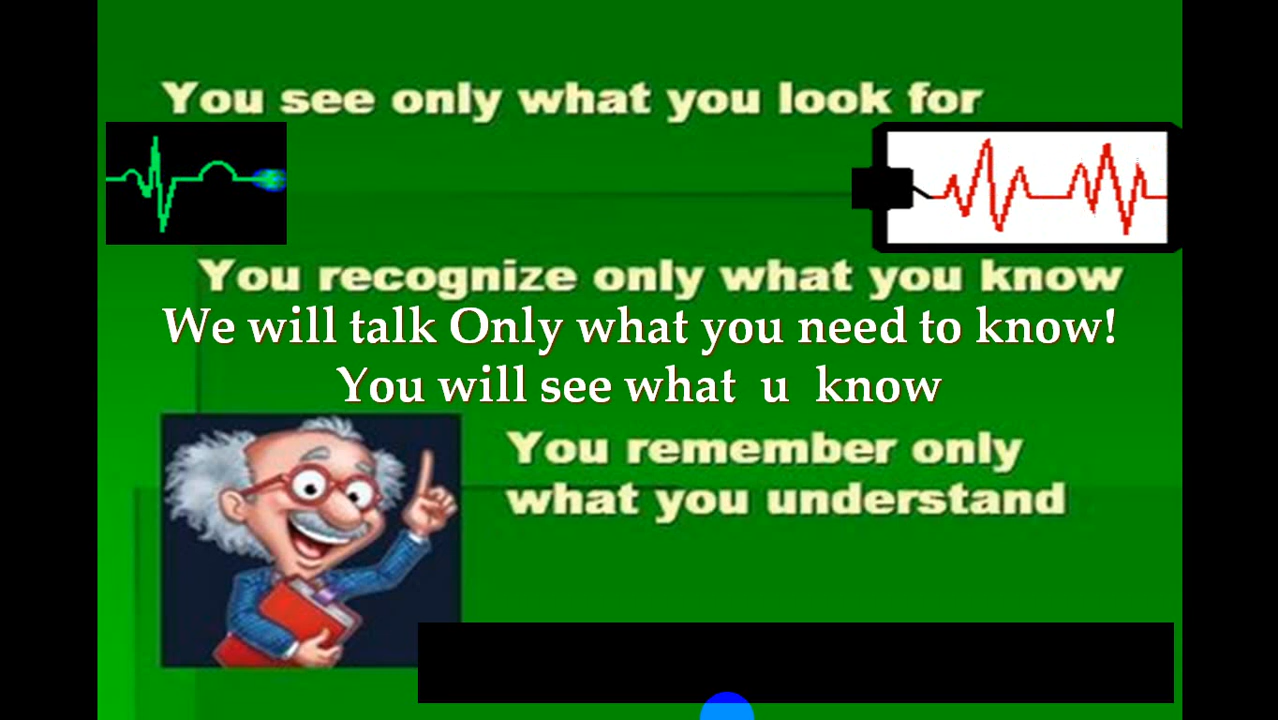 You see only what you look for
You recognize only what you know
We will talk Only what you need to know!
You will see what u know
You remember only
what you understand